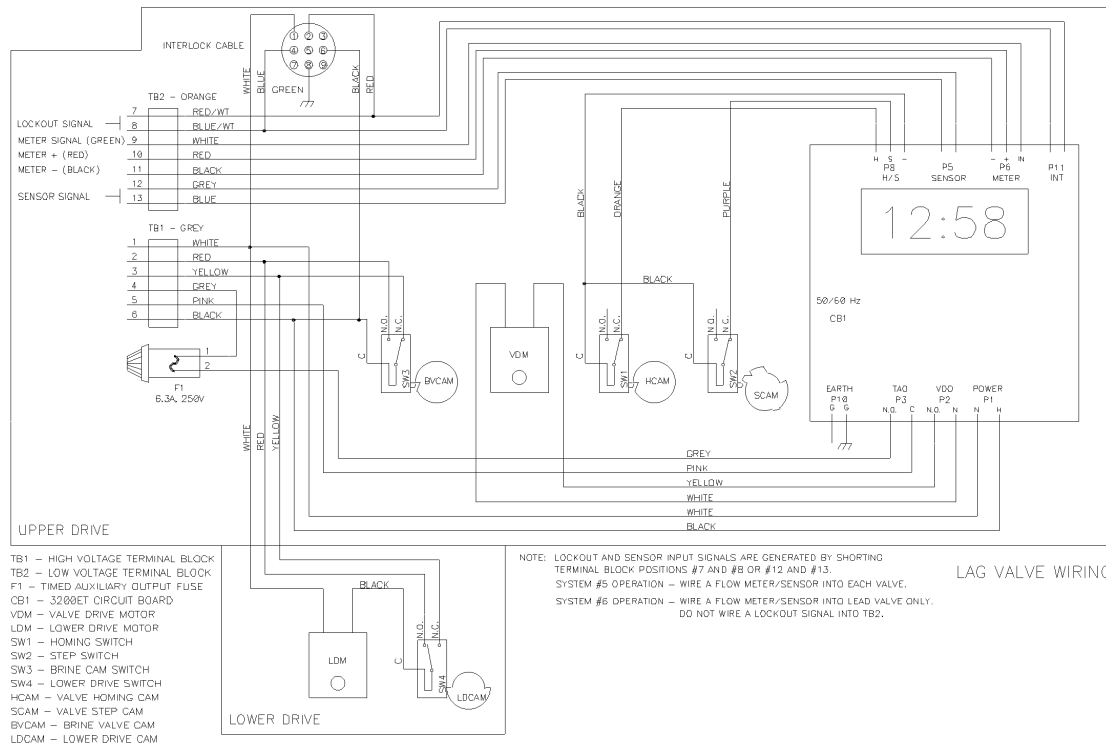 INTERLOCK CABLE
1 2 3
4 5 6
7 8 9
WHITE
BLUE
GREEN
BLACK
RED
TB2 - ORANGE
7 RED/WT
LOCKOUT SIGNAL
8 BLUE/WT
METER SIGNAL (GREEN) 9 WHITE
METER + (RED) 10 RED
METER - (BLACK) 11 BLACK
12 GREY
SENSOR SIGNAL
13 BLUE
TB1 - GREY
1 WHITE
2 RED
3 YELLOW
4 GREY
5 PINK
6 BLACK
1
2
F1
6.3A, 250V
N.O.
N.C.
C
SW3
BVCAM
VDM
BLACK
ORANGE
PURPLE
BLACK
N.O.
N.C.
C
SW1
HCAM
N.O.
N.C.
C
SW2
SCAM
H S - - + IN
P8 P5 P6 P11
H/S SENSOR METER INT
12:58
50/60 Hz
CB1
EARTH TAO VDO POWER
P10 P3 P2 P1
G G N.O. C N.O. N N H
GREY
PINK
YELLOW
WHITE
WHITE
BLACK
WHITE
RED
YELLOW
UPPER DRIVE
TB1 - HIGH VOLTAGE TERMINAL BLOCK
TB2 - LOW VOLTAGE TERMINAL BLOCK
F1 - TIMED AUXILIARY OUTPUT FUSE
CB1 - 3200ET CIRCUIT BOARD
VDM - VALVE DRIVE MOTOR
LDM - LOWER DRIVE MOTOR
SW1 - HOMING SWITCH
SW2 - STEP SWITCH
SW3 - BRINE CAM SWITCH
SW4 - LOWER DRIVE SWITCH
HCAM - VALVE HOMING CAM
SCAM - VALVE STEP CAM
BVCAM - BRINE VALVE CAM
LDCAM - LOWER DRIVE CAM
BLACK
N.O.
N.C.
C
LDM
SW4
LDCAM
LOWER DRIVE
NOTE: LOCKOUT AND SENSOR INPUT SIGNALS ARE GENERATED BY SHORTING
TERMINAL BLOCK POSITIONS #7 AND #8 OR #12 AND #13.
SYSTEM #5 OPERATION - WIRE A FLOW METER/SENSOR INTO EACH VALVE.
SYSTEM #6 OPERATION - WIRE A FLOW METER/SENSOR INTO LEAD VALVE ONLY.
DO NOT WIRE A LOCKOUT SIGNAL INTO TB2.
LAG VALVE WIRING